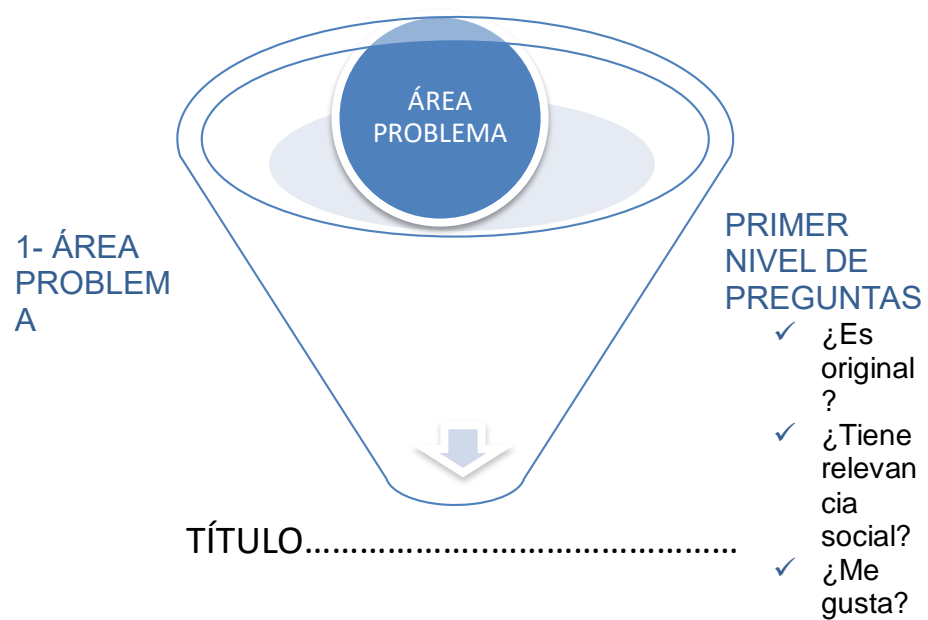 ÁREA
PROBLEMA
1- ÁREA
PROBLEM
A
PRIMER
NIVEL DE
PREGUNTAS
✓ ¿Es
original
?
✓ ¿Tiene
relevan
cia
social?
✓ ¿Me
gusta?
TÍTULO………………..………………………